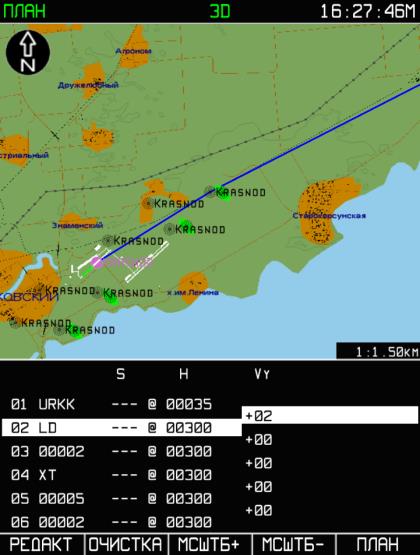 ПЛАН 3D 16:27:46М
Агроном
Дружелюбный
N
стриальный
KRASNOD
KRASNOD
Старокорсунская
Знаменский
KRASNOD
KRASNOD
KRASNOD
KRASNOD
х.им Ленина
КОВСКИЙ
KRASNOD
KRASNOD
1:1.50км
S H Vy
01 URKK --- @ 00035
+02
02 LD --- @ 00300
+00
03 00002 --- @ 00300
+00
04 XT --- @ 00300
+00
05 00005 --- @ 00300
+00
06 00002 --- @ 00300
РЕДАКТ ОЧИСТКА МСШТБ+ МСШТБ- ПЛАН